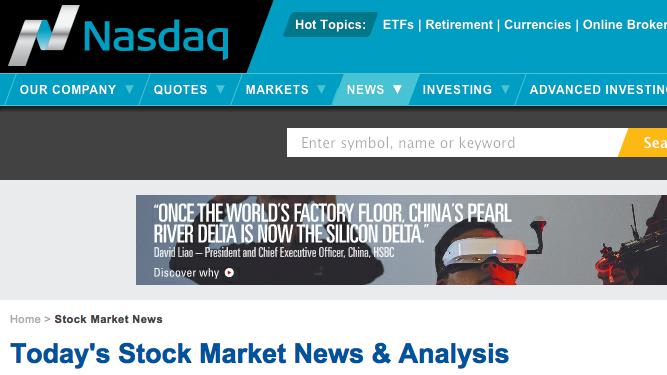 Nasdaq
Hot Topics: ETFs | Retirement | Currencies | Online Broker
OUR COMPANY ▼ QUOTES ▼ MARKETS ▼ NEWS ▼ INVESTING ▼ ADVANCED INVESTIN
Enter symbol, name or keyword Sea
“ONCE THE WORLD'S FACTORY FLOOR, CHINA'S PEARL
RIVER DELTA IS NOW THE SILICON DELTA.”
David Liao – President and Chief Executive Officer, China, HSBC
Discover why
Home > Stock Market News
Today's Stock Market News & Analysis